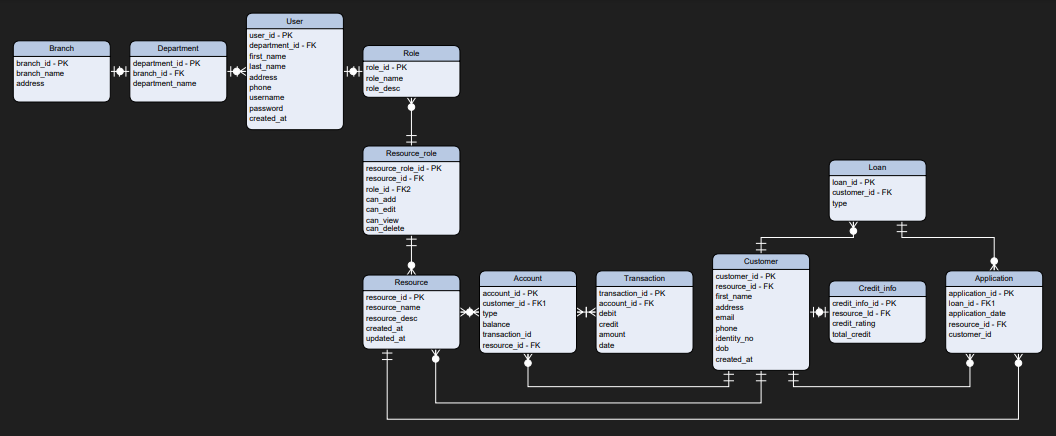 User
user_id - PK
department_id - FK
first_name
last_name
address
phone
username
password
created_at
Branch
branch_id - PK
branch_name
address
Department
department_id - PK
branch_id - FK
department_name
Role
role_id - PK
role_name
role_desc
Resource_role
resource_role_id - PK
resource_id - FK
role_id - FK2
can_add
can_edit
can_view
can_delete
Loan
loan_id - PK
customer_id - FK
type
Resource
resource_id - PK
resource_name
resource_desc
created_at
updated_at
Account
account_id - PK
customer_id - FK1
type
balance
transaction_id
resource_id - FK
Transaction
transaction_id - PK
account_id - FK
debit
credit
amount
date
Customer
customer_id - PK
resource_id - FK
first_name
address
email
phone
identity_no
dob
created_at
Credit_info
credit_info_id - PK
resource_Id - FK
credit_rating
total_credit
Application
application_id - PK
loan_id - FK1
application_date
resource_id - FK
customer_id